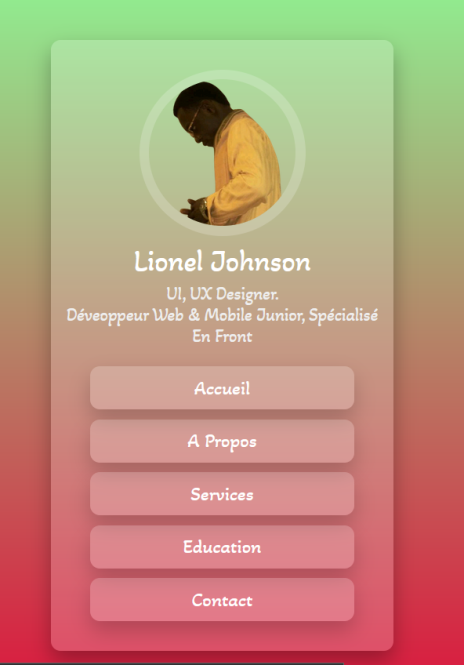 Lionel Johnson
UI, UX Designer.
Déveoppeur Web & Mobile Junior, Spécialisé
En Front
Accueil
A Propos
Services
Education
Contact